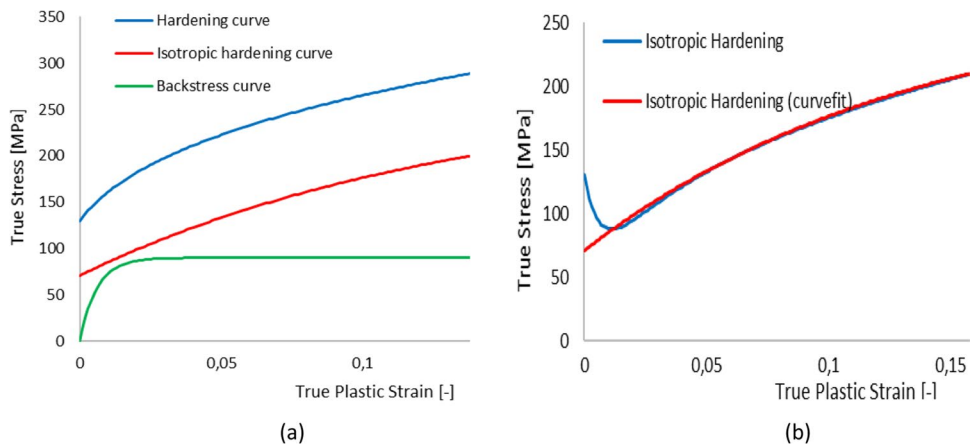 350
300
250
200
150
100
50
0
True Stress [MPa]
Hardening curve
Isotropic hardening curve
Backstress curve
0
0,05
0,1
True Plastic Strain [-]
(a)
250
200
150
100
50
0
True Stress [MPa]
Isotropic Hardening
Isotropic Hardening (curvefit)
0
0,05
0,1
0,15
True Plastic Strain [-]
(b)